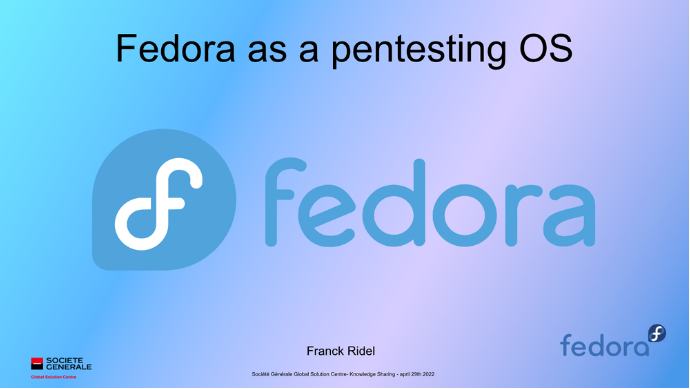 Fedora as a pentesting OS
fedora
Franck Ridel
fedora
SOCIETE
GENERALE
Global Solution Centre
Société Générale Global Solution Centre- Knowledge Sharing - april 29th 2022